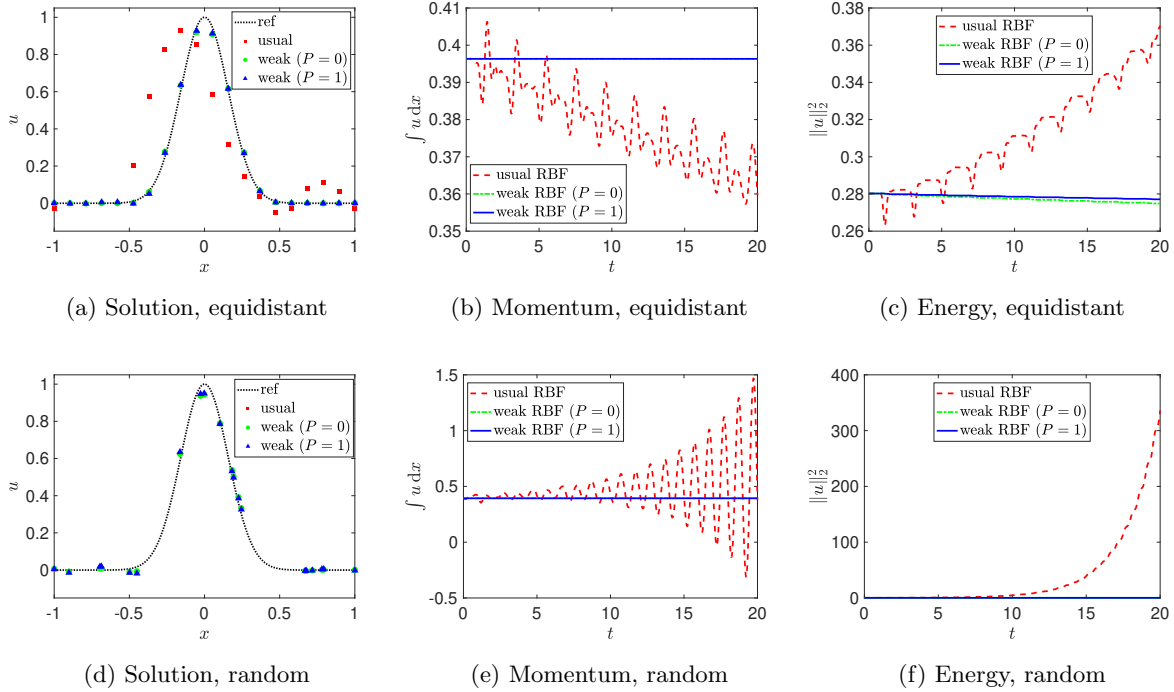 1
0.8
0.6
0.4
0.2
0
u
-1
-0.5
0
0.5
1
x
ref
usual
weak (P = 0)
weak (P = 1)
(a) Solution, equidistant
0.41
0.4
0.39
0.38
0.37
0.36
0.35
∫ u dx
0
5
10
15
20
t
usual RBF
weak RBF (P = 0)
weak RBF (P = 1)
(b) Momentum, equidistant
0.38
0.36
0.34
0.32
0.3
0.28
0.26
||u||₂²
0
5
10
15
20
t
usual RBF
weak RBF (P = 0)
weak RBF (P = 1)
(c) Energy, equidistant
1
0.8
0.6
0.4
0.2
0
u
-1
-0.5
0
0.5
1
x
ref
usual
weak (P = 0)
weak (P = 1)
(d) Solution, random
1.5
1
0.5
0
-0.5
∫ u dx
0
5
10
15
20
t
usual RBF
weak RBF (P = 0)
weak RBF (P = 1)
(e) Momentum, random
400
300
200
100
0
||u||₂²
0
5
10
15
20
t
usual RBF
weak RBF (P = 0)
weak RBF (P = 1)
(f) Energy, random